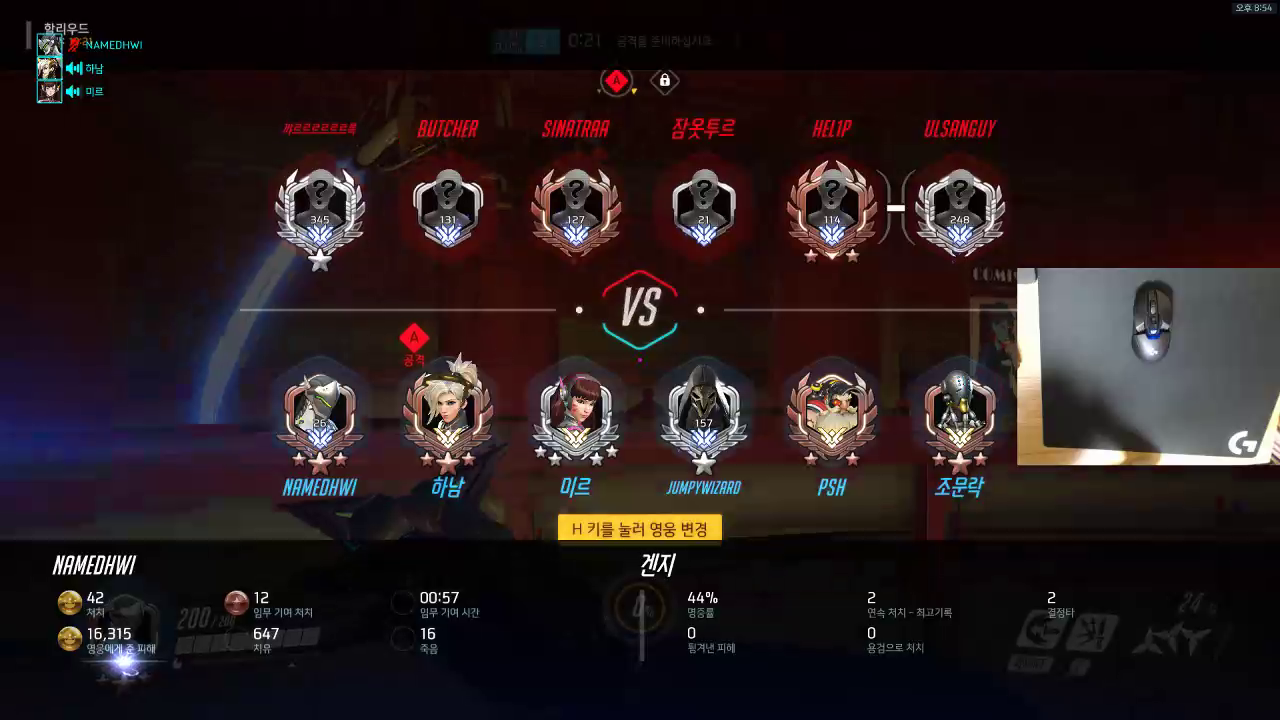 오후 8:54
할리우드
NAMEDHWI
하남
미르
0:21 공격을 준비하십시오.
A
까르르르르르르륵 BUTCHER SINATRAA 잠옷투르 HEL1P ULSANGUY
? ? ? ? ? ?
345 131 127 21 114 248
VS
A
공격
26 157
NAMEDHWI 하남 미르 JUMPYWIZARD PSH 조문락
H 키를 눌러 영웅 변경
NAMEDHWI 겐지
42 12 00:57 44% 2 2
처치 임무 기여 처치 임무 기여 시간 명중률 연속 처치 - 최고기록 결정타
16,315 647 16 0 0
영웅에게 준 피해 치유 죽음 튕겨낸 피해 용검으로 처치
200/200
24